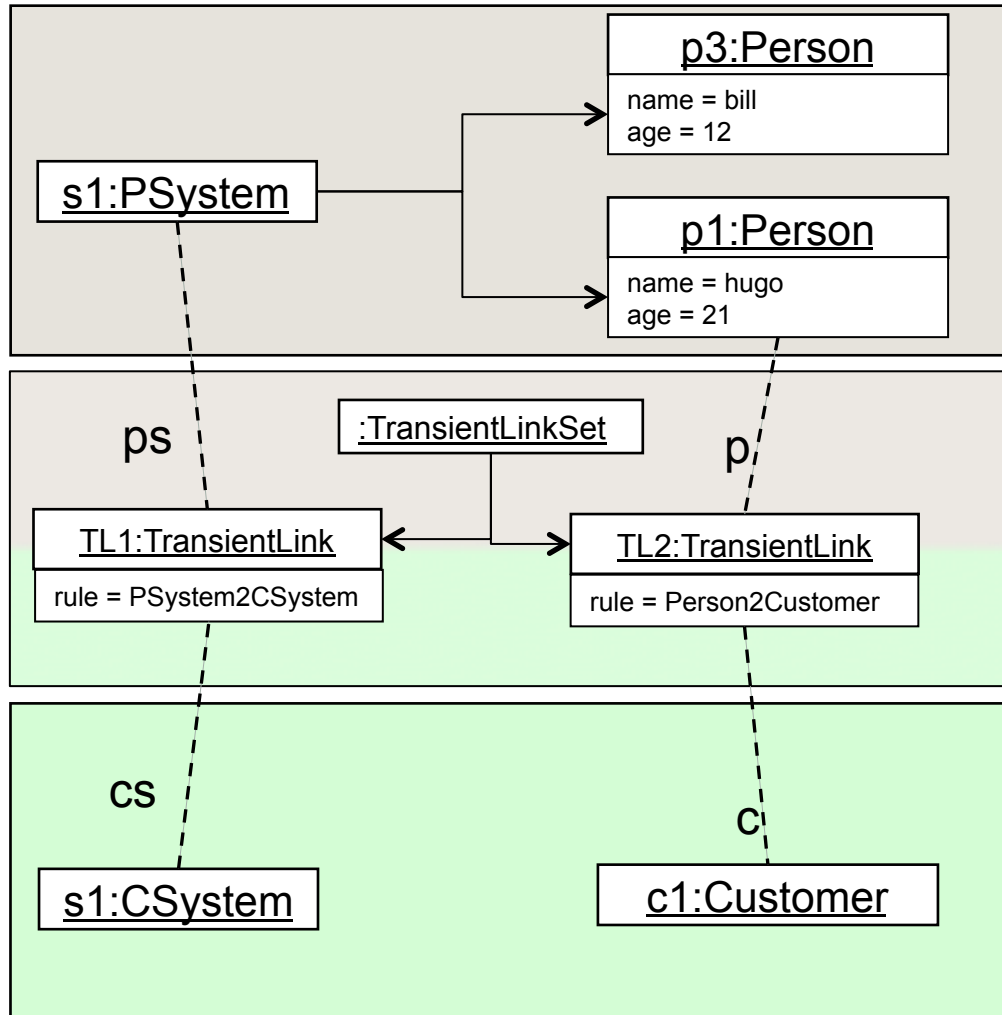 p3:Person
name = bill
age = 12
s1:PSystem
p1:Person
name = hugo
age = 21
:TransientLinkSet
ps
p
TL1:TransientLink
rule = PSystem2CSystem
TL2:TransientLink
rule = Person2Customer
cs
c
s1:CSystem
c1:Customer